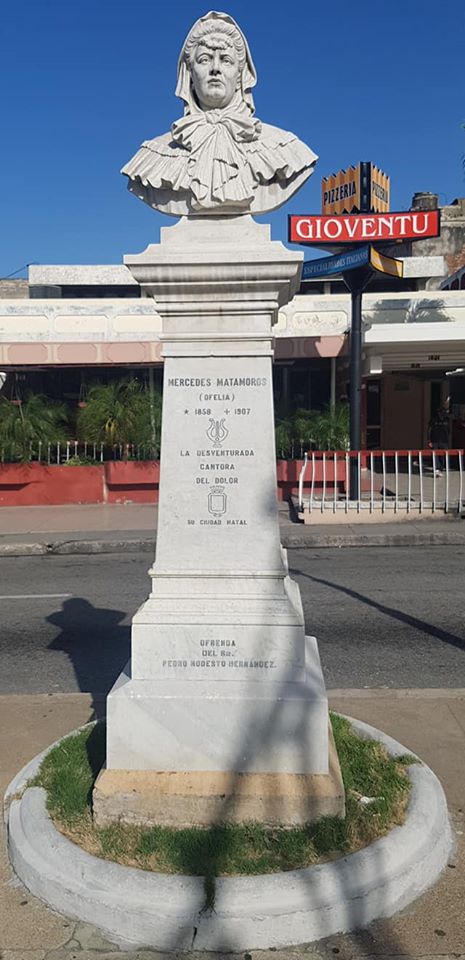 PIZZERIA
PIZZERIA
GIOVENTU
ESPECIALIDADES ITALIANAS
MERCEDES MATAMOROS
(OFELIA)
* 1858 + 1907
LA
DESVENTURADA
CANTORA
DEL DOLOR
SU CIUDAD NATAL
OFRENDA
DEL SR.
PEDRO MODESTO HERNANDEZ.